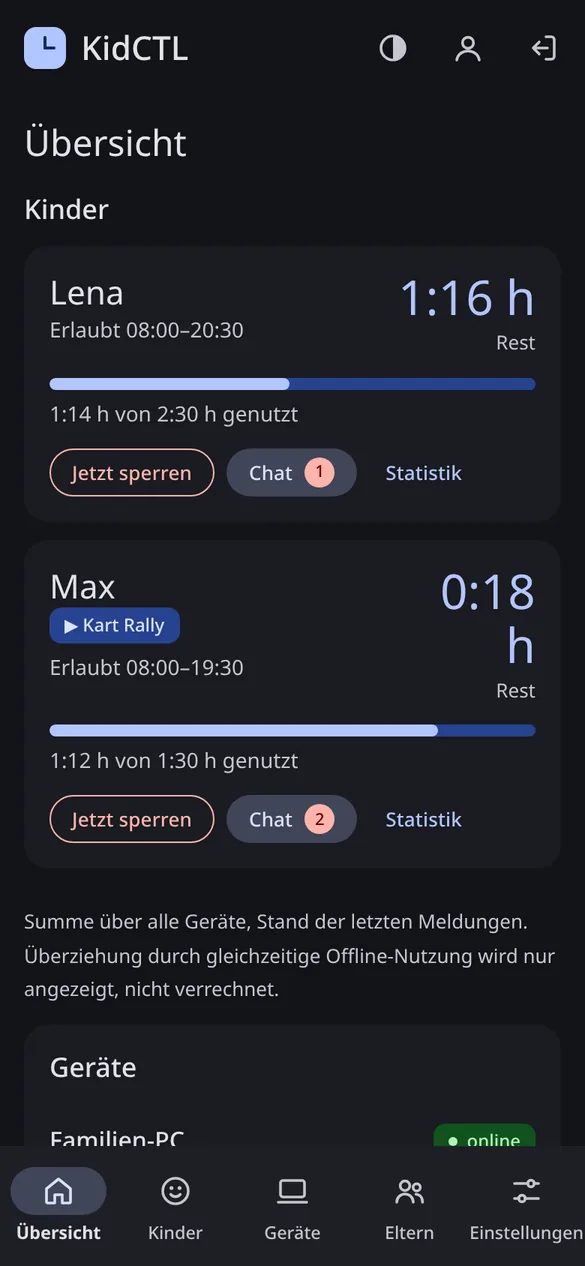 KidCTL
Übersicht
Kinder
Lena
1:16 h
Erlaubt 08:00–20:30
Rest
1:14 h von 2:30 h genutzt
Jetzt sperren
Chat 1
Statistik
Max
0:18
h
▶ Kart Rally
Erlaubt 08:00–19:30
Rest
1:12 h von 1:30 h genutzt
Jetzt sperren
Chat 2
Statistik
Summe über alle Geräte, Stand der letzten Meldungen.
Überziehung durch gleichzeitige Offline-Nutzung wird nur
angezeigt, nicht verrechnet.
Geräte
Familien-PC
online
Übersicht
Kinder
Geräte
Eltern
Einstellungen